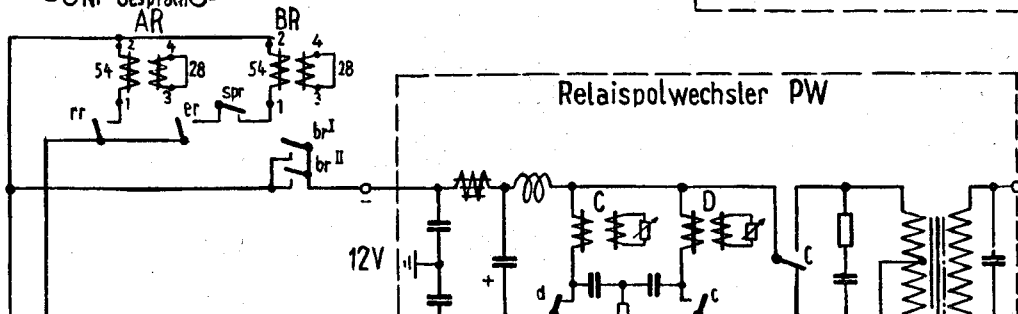 AR
BR
2
4
2
4
54
28
54
28
1
3
1
3
rr
er
spr
br I
br II
Relaispolwechsler PW
–
C
D
C
12V
+
d
c